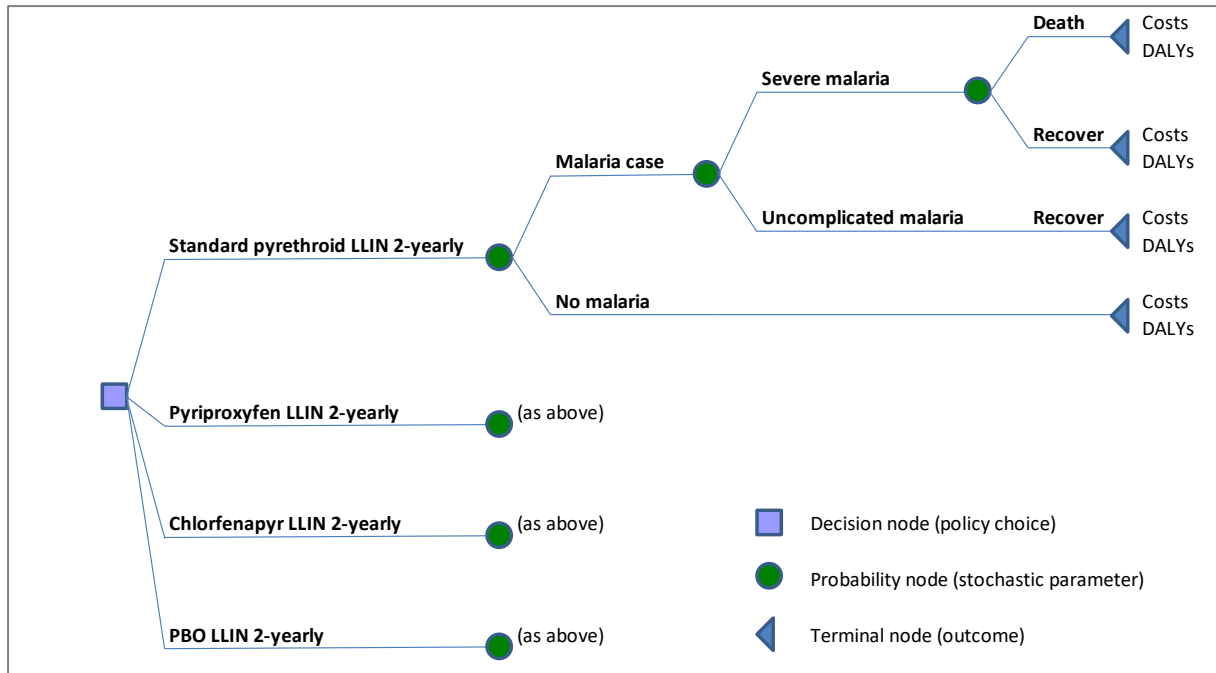 Death
Costs
DALYs
Severe malaria
Recover
Costs
DALYs
Malaria case
Uncomplicated malaria
Recover
Costs
DALYs
Standard pyrethroid LLIN 2-yearly
No malaria
Costs
DALYs
Pyriproxyfen LLIN 2-yearly
(as above)
Chlorfenapyr LLIN 2-yearly
(as above)
PBO LLIN 2-yearly
(as above)
Decision node (policy choice)
Probability node (stochastic parameter)
Terminal node (outcome)